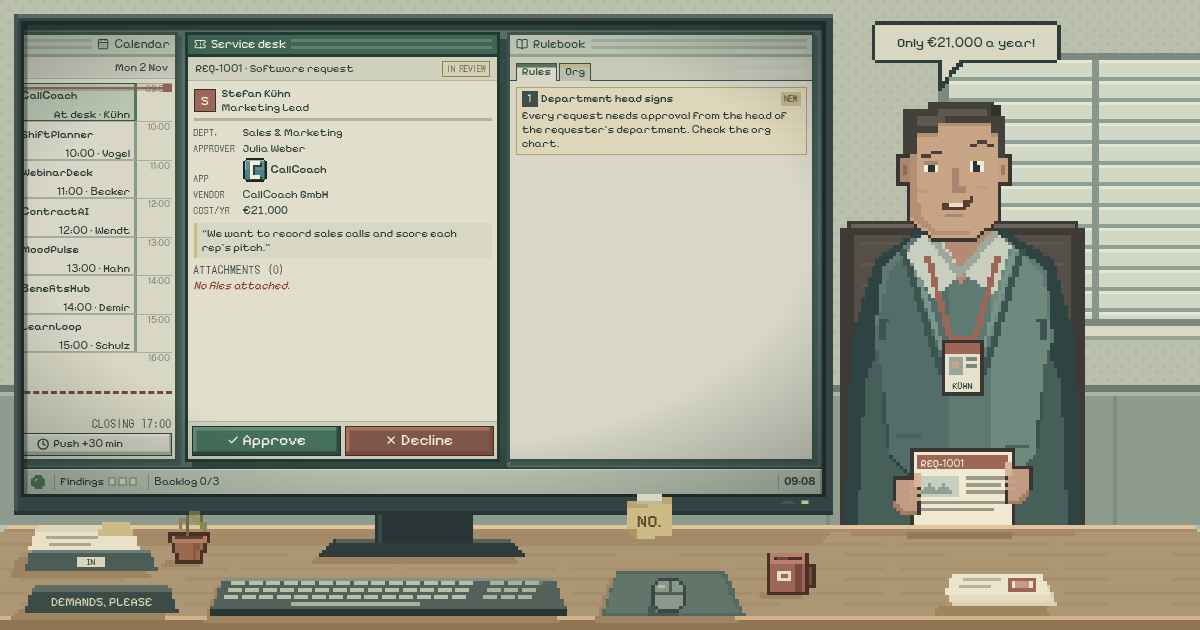 Only €21,000 a year!
Calendar
Mon 2 Nov
CallCoach
At desk · Kühn
ShiftPlanner
10:00
10:00 · Vogel
WebinarDeck
11:00
11:00 · Becker
ContractAI
12:00
12:00 · Wendt
MoodPulse
13:00
13:00 · Hahn
BenefitsHub
14:00
14:00 · Demir
LearnLoop
15:00
15:00 · Schulz
16:00
CLOSING 17:00
Push +30 min
Service desk
REQ-1001 · Software request
IN REVIEW
S
Stefan Kühn
Marketing Lead
DEPT. Sales & Marketing
APPROVER Julia Weber
APP CallCoach
VENDOR CallCoach GmbH
COST/YR €21,000
"We want to record sales calls and score each
rep's pitch."
ATTACHMENTS (0)
No files attached.
Approve
Decline
Rulebook
Rules
Org
1 Department head signs
NEW
Every request needs approval from the head of
the requester's department. Check the org
chart.
Findings
Backlog 0/3
09:08
KÜHN
REQ-1001
NO.
IN
DEMANDS, PLEASE